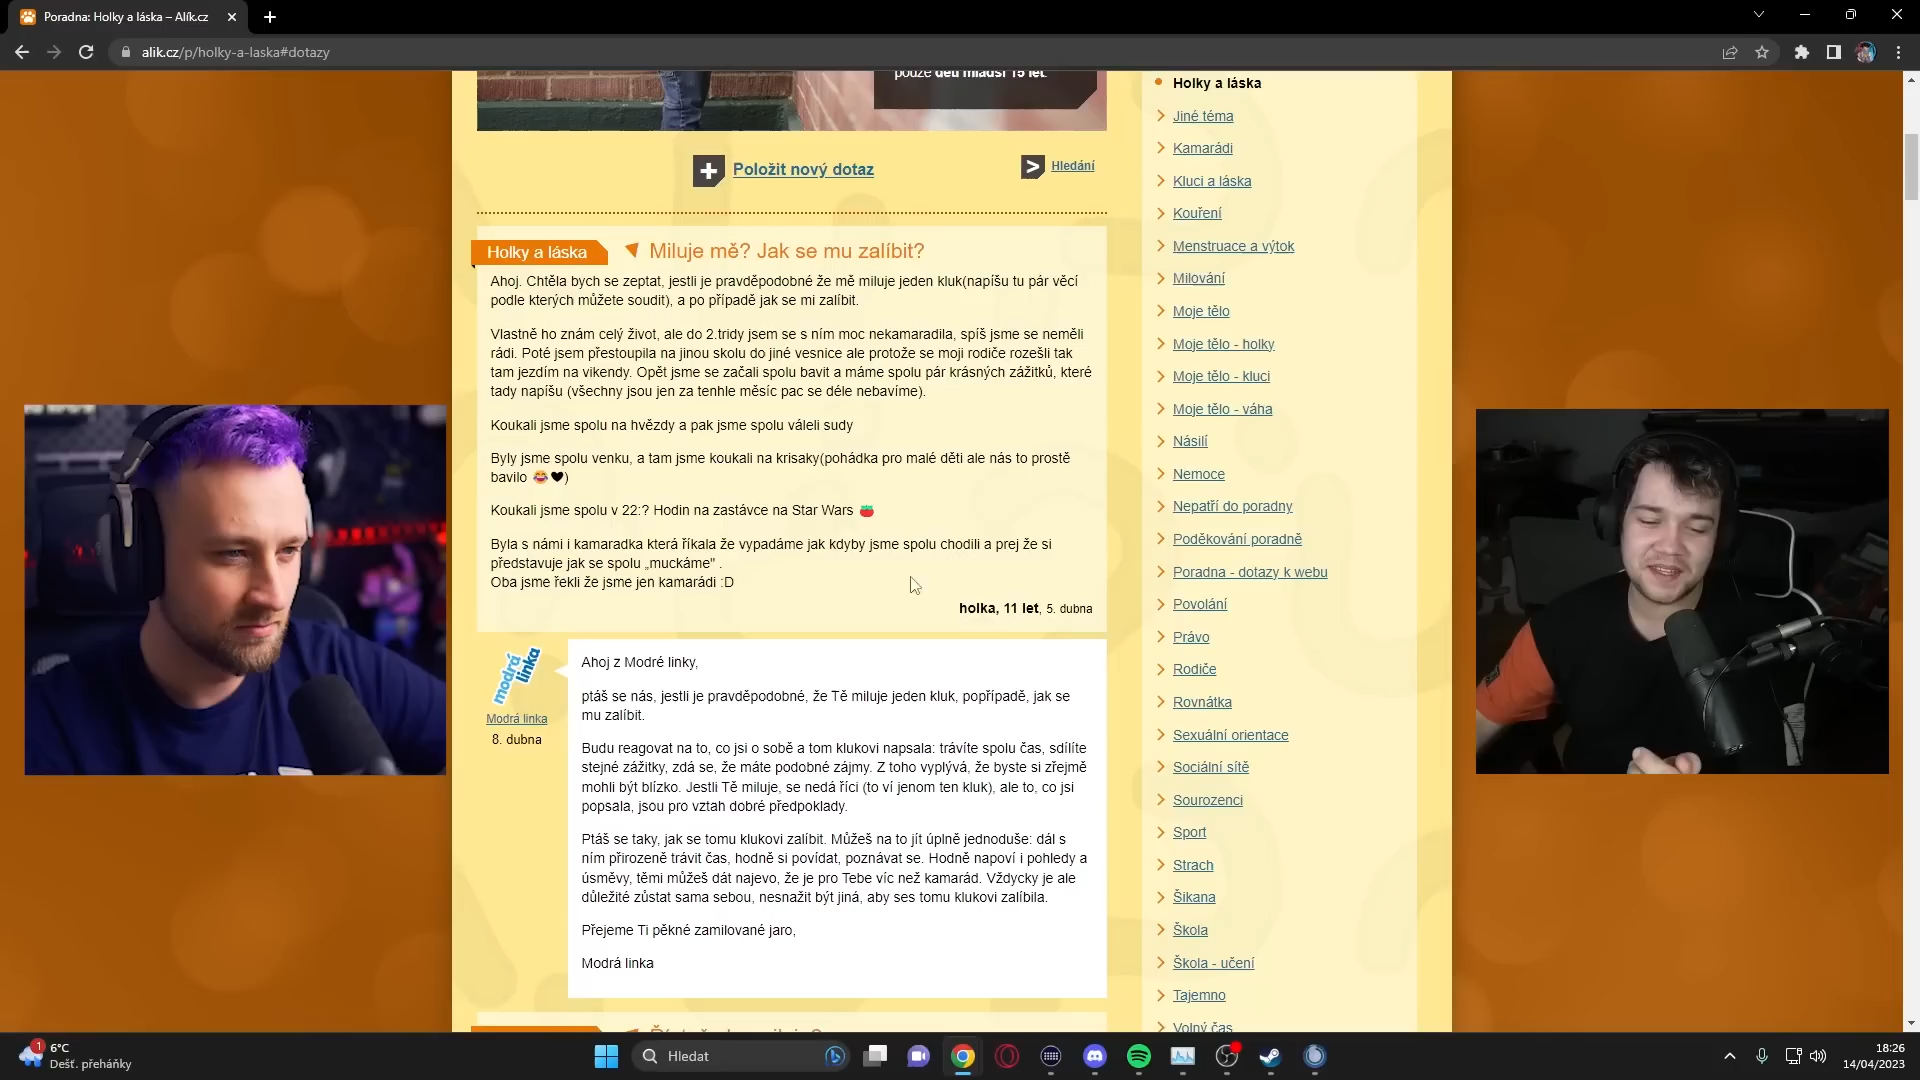 Poradna: Holky a láska – Alík.cz
alik.cz/p/holky-a-laska#dotazy
pouze děti mladší 15 let.
Položit nový dotaz
Hledání
Holky a láska
Miluje mě? Jak se mu zalíbit?
Ahoj. Chtěla bych se zeptat, jestli je pravděpodobné že mě miluje jeden kluk(napíšu tu pár věcí
podle kterých můžete soudit), a po případě jak se mi zalíbit.
Vlastně ho znám celý život, ale do 2.tridy jsem se s ním moc nekamaradila, spíš jsme se neměli
rádi. Poté jsem přestoupila na jinou skolu do jiné vesnice ale protože se moji rodiče rozešli tak
tam jezdím na vikendy. Opět jsme se začali spolu bavit a máme spolu pár krásných zážitků, které
tady napíšu (všechny jsou jen za tenhle měsíc pac se déle nebavíme).
Koukali jsme spolu na hvězdy a pak jsme spolu váleli sudy
Byly jsme spolu venku, a tam jsme koukali na krisaky(pohádka pro malé děti ale nás to prostě
bavilo 😂🖤)
Koukali jsme spolu v 22:? Hodin na zastávce na Star Wars 🍅
Byla s námi i kamaradka která říkala že vypadáme jak kdyby jsme spolu chodili a prej že si
představuje jak se spolu „muckáme" .
Oba jsme řekli že jsme jen kamarádi :D
holka, 11 let, 5. dubna
modrá
linka
Modrá linka
8. dubna
Ahoj z Modré linky,
ptáš se nás, jestli je pravděpodobné, že Tě miluje jeden kluk, popřípadě, jak se
mu zalíbit.
Budu reagovat na to, co jsi o sobě a tom klukovi napsala: trávíte spolu čas, sdílíte
stejné zážitky, zdá se, že máte podobné zájmy. Z toho vyplývá, že byste si zřejmě
mohli být blízko. Jestli Tě miluje, se nedá říci (to ví jenom ten kluk), ale to, co jsi
popsala, jsou pro vztah dobré předpoklady.
Ptáš se taky, jak se tomu klukovi zalíbit. Můžeš na to jít úplně jednoduše: dál s
ním přirozeně trávit čas, hodně si povídat, poznávat se. Hodně napoví i pohledy a
úsměvy, těmi můžeš dát najevo, že je pro Tebe víc než kamarád. Vždycky je ale
důležité zůstat sama sebou, nesnažit být jiná, aby ses tomu klukovi zalíbila.
Přejeme Ti pěkné zamilované jaro,
Modrá linka
Holky a láska
Jiné téma
Kamarádi
Kluci a láska
Kouření
Menstruace a výtok
Milování
Moje tělo
Moje tělo - holky
Moje tělo - kluci
Moje tělo - váha
Násilí
Nemoce
Nepatří do poradny
Poděkování poradně
Poradna - dotazy k webu
Povolání
Právo
Rodiče
Rovnátka
Sexuální orientace
Sociální sítě
Sourozenci
Sport
Strach
Šikana
Škola
Škola - učení
Tajemno
Volný čas
1
6°C
Dešť. přeháňky
Hledat
18:26
14/04/2023